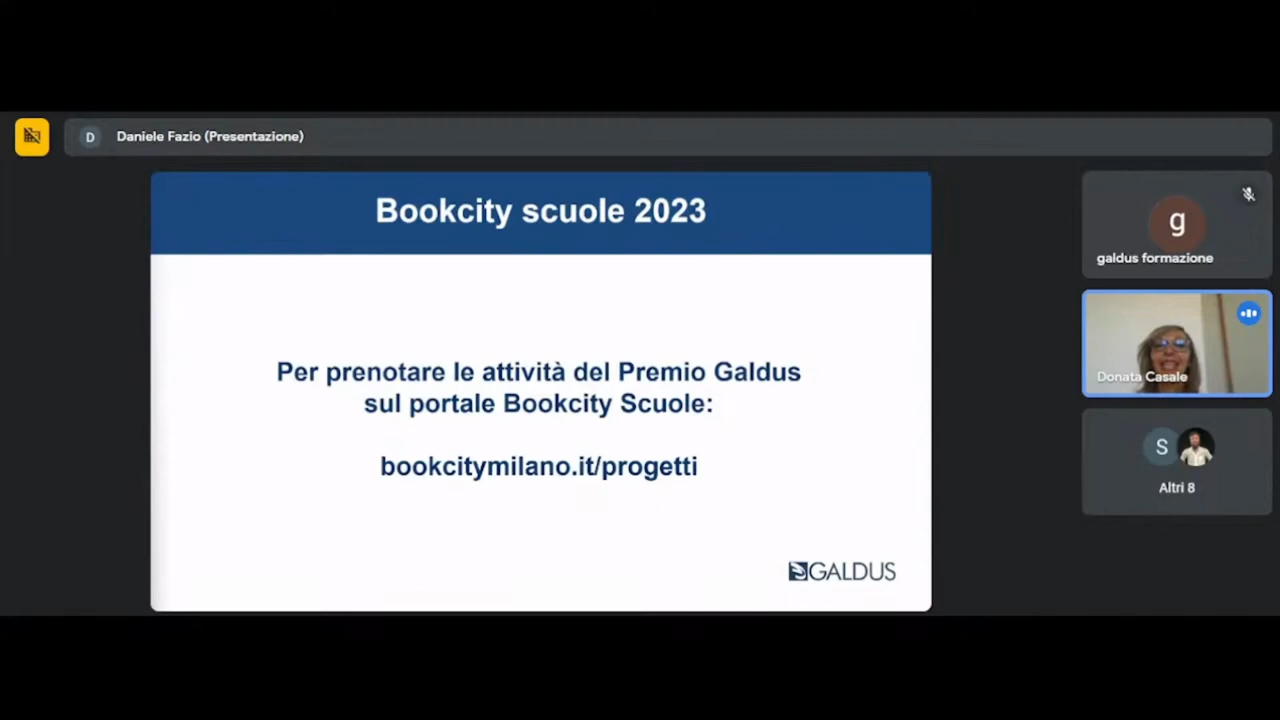 D
Daniele Fazio (Presentazione)
Bookcity scuole 2023
Per prenotare le attività del Premio Galdus
sul portale Bookcity Scuole:
bookcitymilano.it/progetti
GALDUS
g
galdus formazione
Donata Casale
S
Altri 8